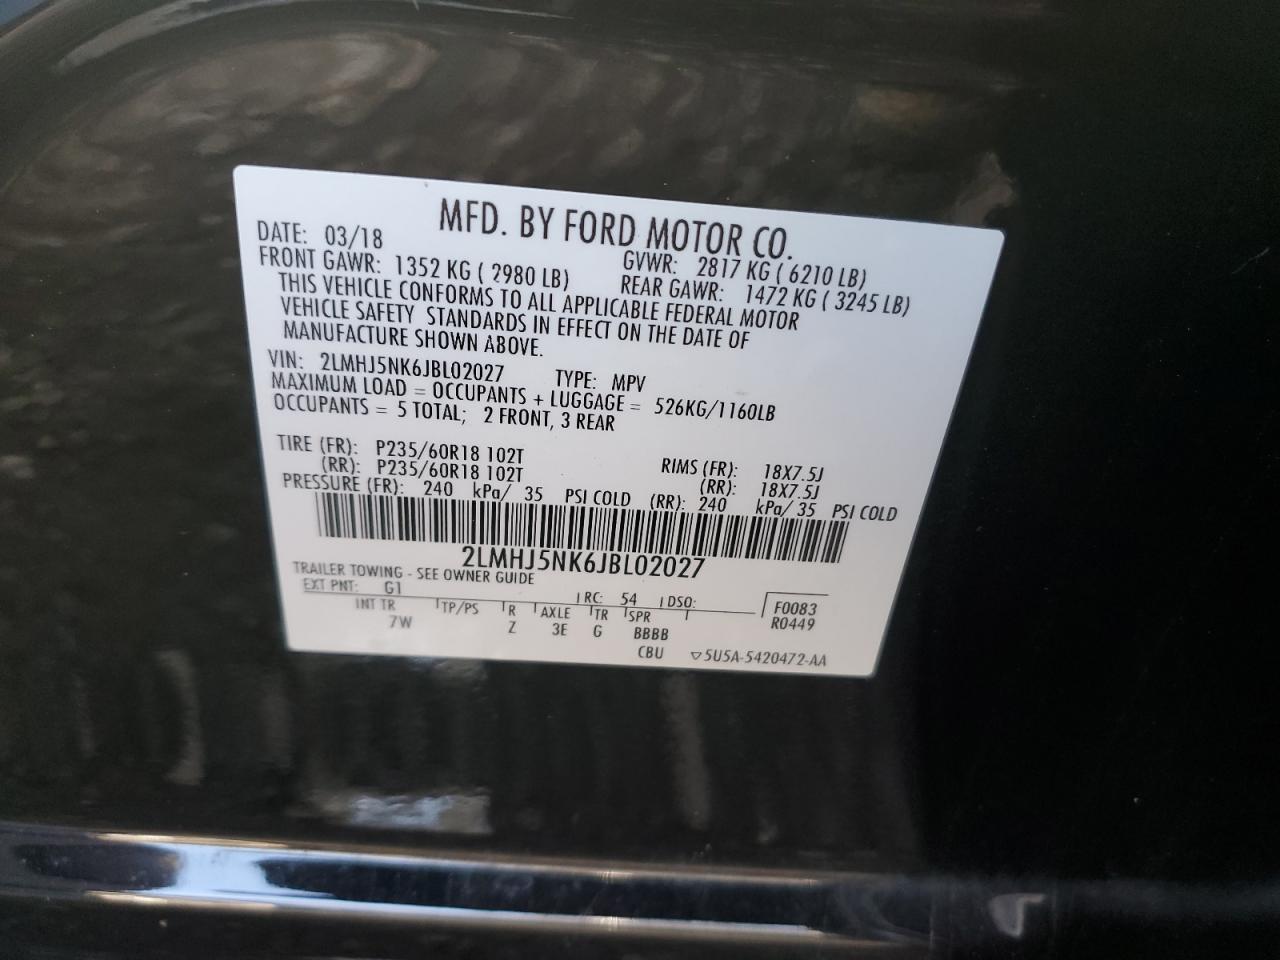 MFD. BY FORD MOTOR CO.
DATE: 03/18 GVWR: 2817 KG ( 6210 LB)
FRONT GAWR: 1352 KG ( 2980 LB) REAR GAWR: 1472 KG ( 3245 LB)
THIS VEHICLE CONFORMS TO ALL APPLICABLE FEDERAL MOTOR
VEHICLE SAFETY STANDARDS IN EFFECT ON THE DATE OF
MANUFACTURE SHOWN ABOVE.
VIN: 2LMHJ5NK6JBL02027 TYPE: MPV
MAXIMUM LOAD = OCCUPANTS + LUGGAGE = 526KG/1160LB
OCCUPANTS = 5 TOTAL; 2 FRONT, 3 REAR
TIRE (FR): P235/60R18 102T RIMS (FR): 18X7.5J
(RR): P235/60R18 102T (RR): 18X7.5J
PRESSURE (FR): 240 kPa/ 35 PSI COLD (RR): 240 kPa/ 35 PSI COLD
2LMHJ5NK6JBL02027
TRAILER TOWING - SEE OWNER GUIDE
EXT PNT: G1 RC: 54 DSO: F0083
INT TR TP/PS R AXLE TR SPR R0449
7W Z 3E G BBBB
CBU ▽5U5A-5420472-AA